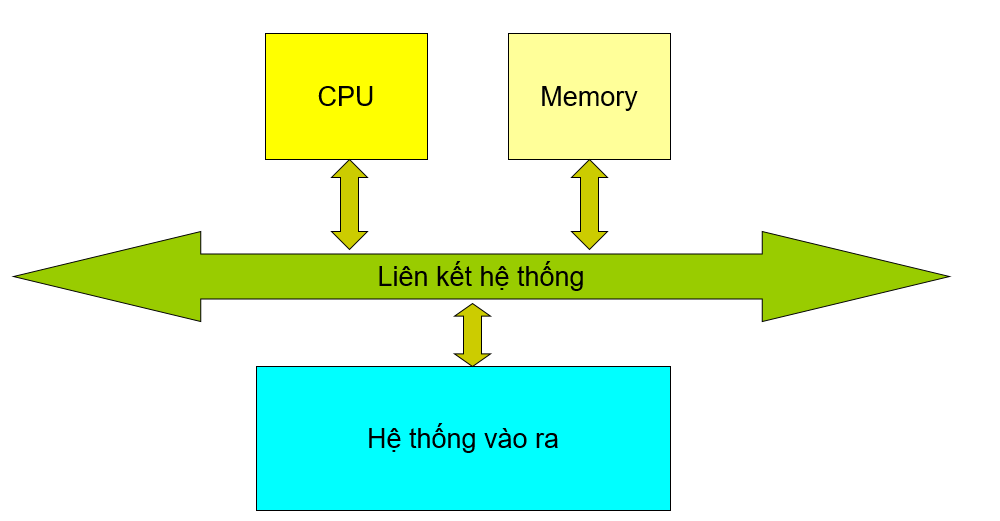 CPU
Memory
Liên kết hệ thống
Hệ thống vào ra